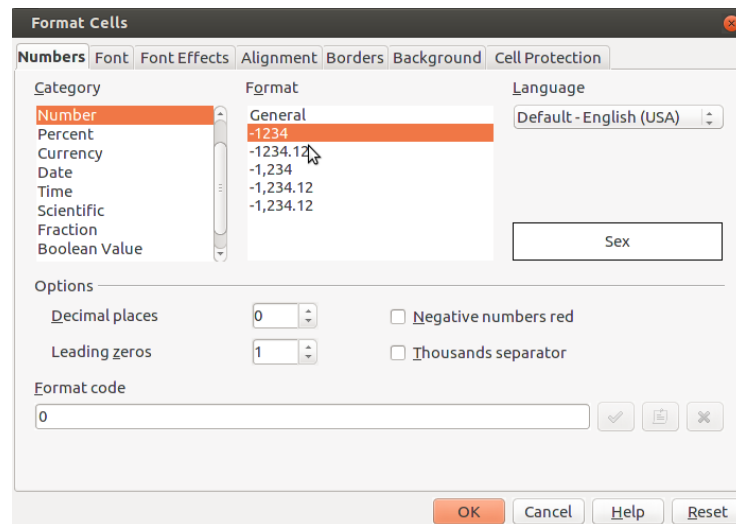 Format Cells
Numbers Font Font Effects Alignment Borders Background Cell Protection
Category
Number
Percent
Currency
Date
Time
Scientific
Fraction
Boolean Value
Format
General
-1234
-1234.12
-1,234
-1,234.12
-1,234.12
Language
Default - English (USA)
Sex
Options
Decimal places 0
Negative numbers red
Leading zeros 1
Thousands separator
Format code
0
OK Cancel Help Reset